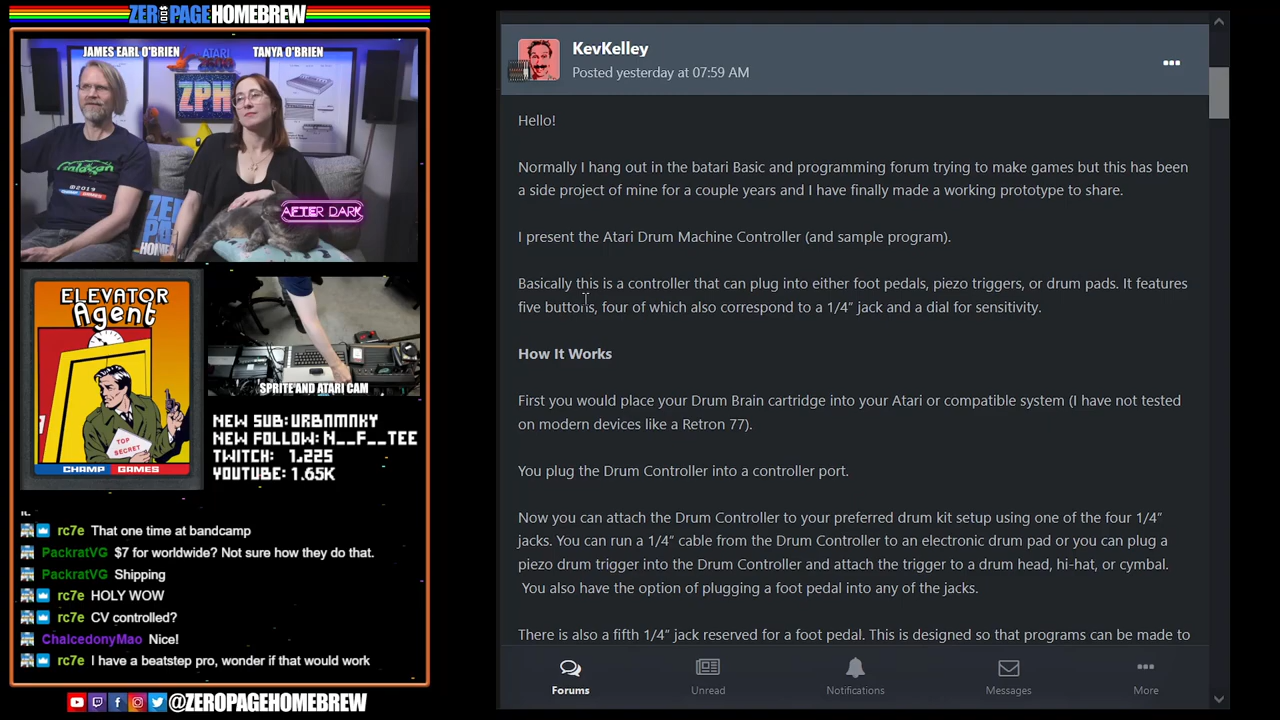 ZEROPAGEHOMEBREW
JAMES EARL O'BRIEN
TANYA O'BRIEN
ATARI
ZPH
©2019
AFTER DARK
ELEVATOR
Agent
TOP
SECRET
CHAMP GAMES
SPRITE AND ATARI CAM
NEW SUB: URBNMNKY
NEW FOLLOW: N__F__TEE
TWITCH: 1,225
YOUTUBE: 1.65K
it.
rc7e That one time at bandcamp
PackratVG $7 for worldwide? Not sure how they do that.
PackratVG Shipping
rc7e HOLY WOW
rc7e CV controlled?
ChalcedonyMao Nice!
rc7e I have a beatstep pro, wonder if that would work
@ZEROPAGEHOMEBREW
KevKelley
Posted yesterday at 07:59 AM
Hello!
Normally I hang out in the batari Basic and programming forum trying to make games but this has been
a side project of mine for a couple years and I have finally made a working prototype to share.
I present the Atari Drum Machine Controller (and sample program).
Basically this is a controller that can plug into either foot pedals, piezo triggers, or drum pads. It features
five buttons, four of which also correspond to a 1/4” jack and a dial for sensitivity.
How It Works
First you would place your Drum Brain cartridge into your Atari or compatible system (I have not tested
on modern devices like a Retron 77).
You plug the Drum Controller into a controller port.
Now you can attach the Drum Controller to your preferred drum kit setup using one of the four 1/4”
jacks. You can run a 1/4” cable from the Drum Controller to an electronic drum pad or you can plug a
piezo drum trigger into the Drum Controller and attach the trigger to a drum head, hi-hat, or cymbal.
You also have the option of plugging a foot pedal into any of the jacks.
There is also a fifth 1/4” jack reserved for a foot pedal. This is designed so that programs can be made to
Forums
Unread
Notifications
Messages
More